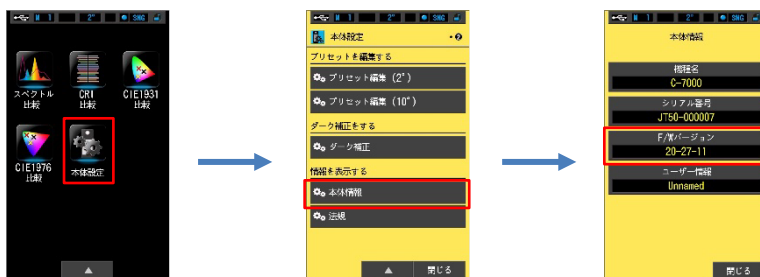 M 1 2° SNG
スペクトル
比較
CRI
比較
CIE1931
比較
CIE1976
比較
本体設定
M 1 2° SNG
本体設定
プリセットを編集する
プリセット編集 (2°)
プリセット編集 (10°)
ダーク補正をする
ダーク補正
情報を表示する
本体情報
法規
閉じる
M 1 2° SNG
本体情報
機種名
C-7000
シリアル番号
JT50-000007
F/Wバージョン
20-27-11
ユーザー情報
Unnamed
閉じる